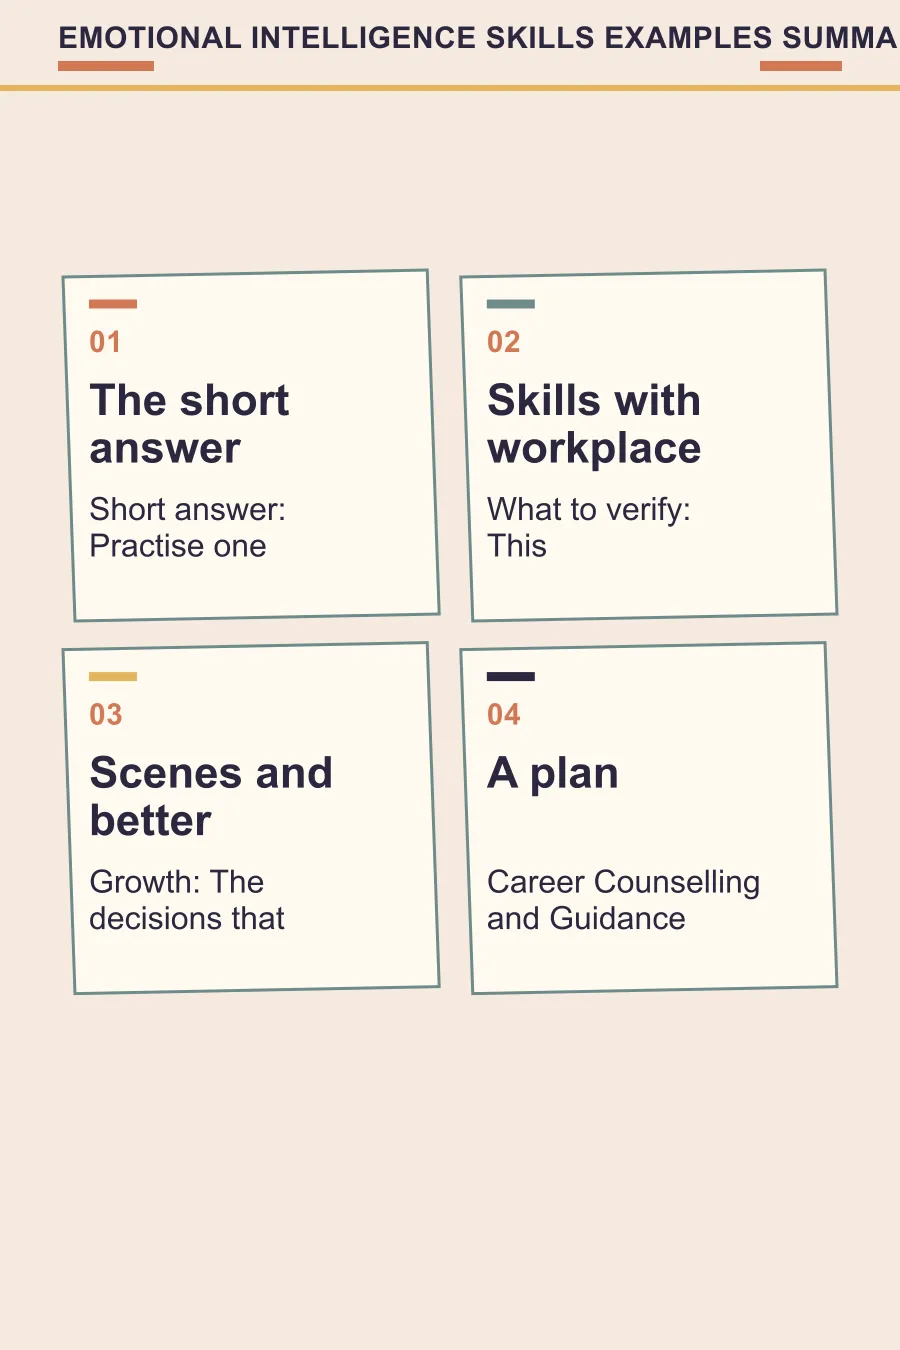 EMOTIONAL INTELLIGENCE SKILLS EXAMPLES SUMMA
01
The short
answer
Short answer:
Practise one
02
Skills with
workplace
What to verify:
This
03
Scenes and
better
Growth: The
decisions that
04
A plan
Career Counselling
and Guidance